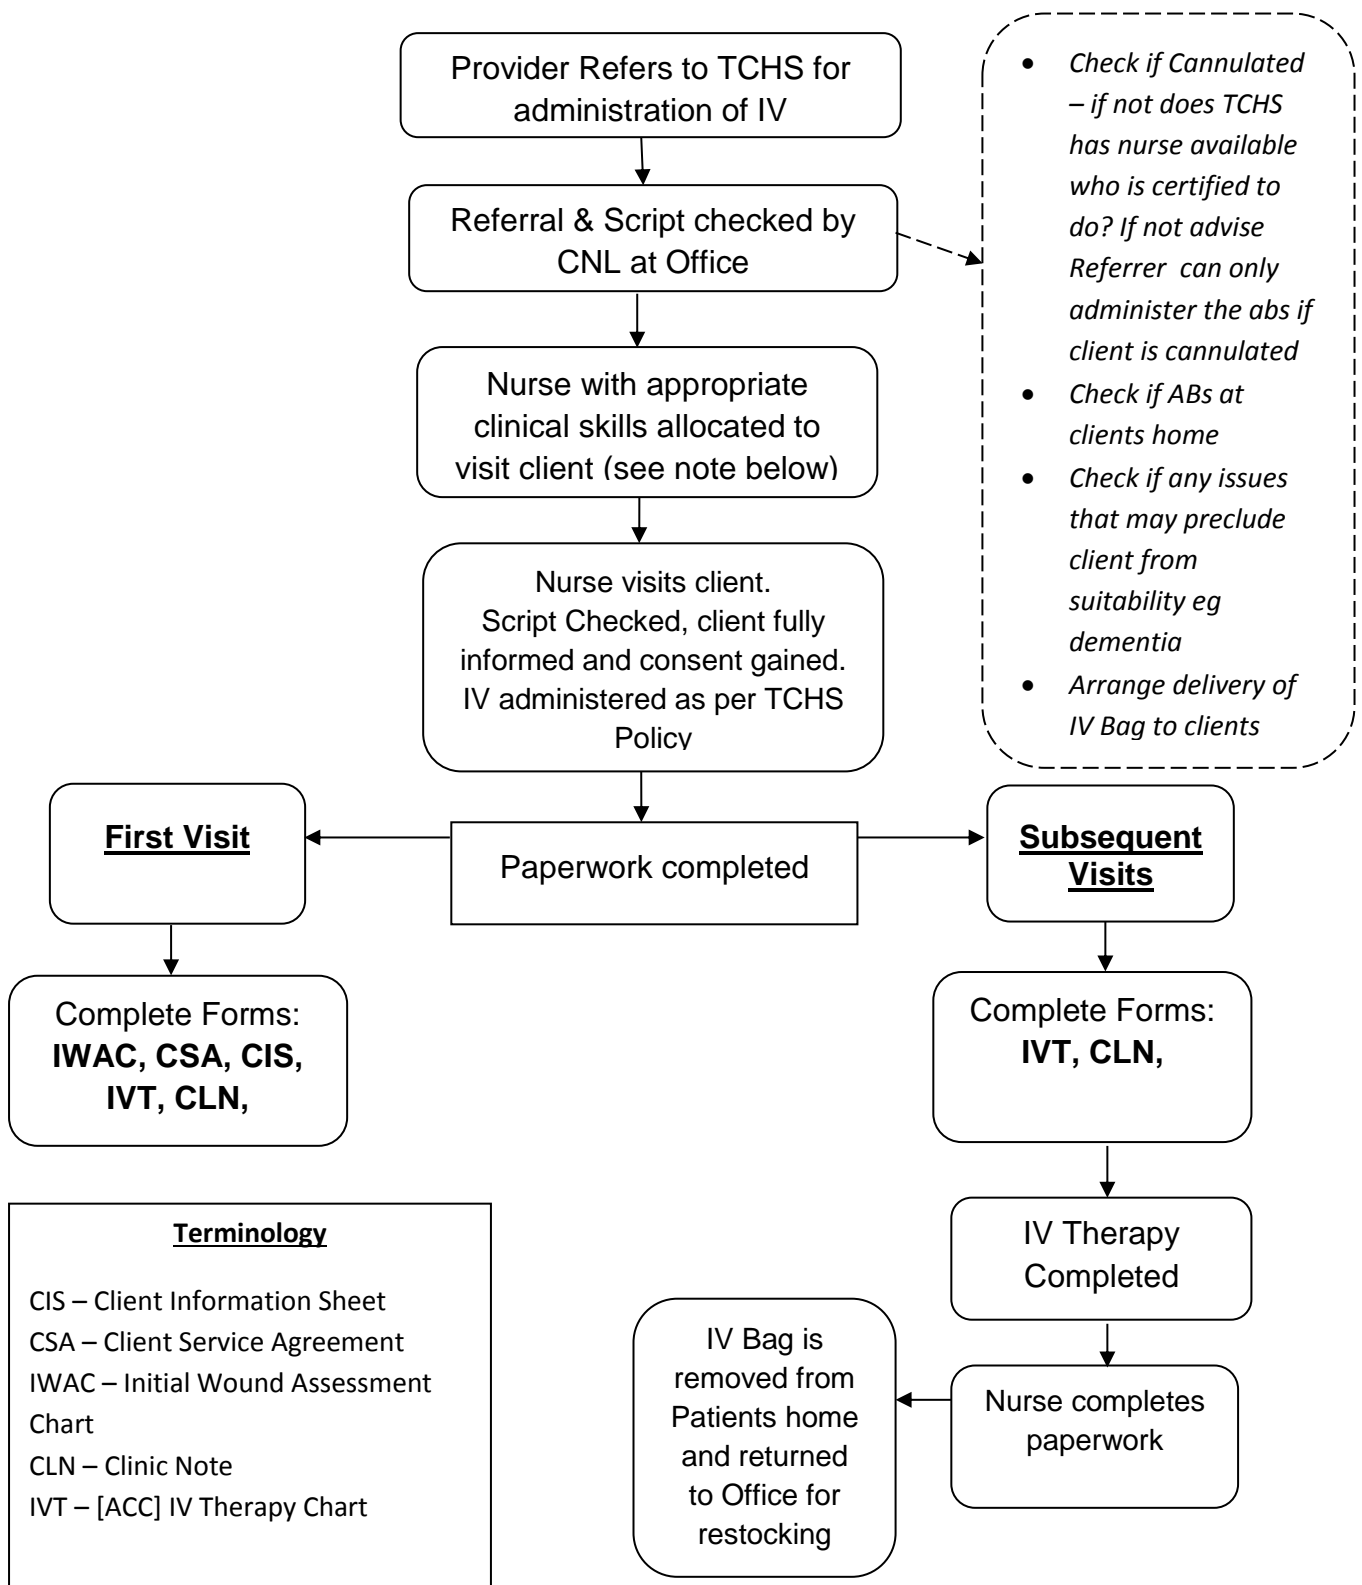 Provider Refers to TCHS for
administration of IV
Referral & Script checked by
CNL at Office
• Check if Cannulated
– if not does TCHS
has nurse available
who is certified to
do? If not advise
Referrer can only
administer the abs if
client is cannulated
• Check if ABs at
clients home
• Check if any issues
that may preclude
client from
suitability eg
dementia
• Arrange delivery of
IV Bag to clients
Nurse with appropriate
clinical skills allocated to
visit client (see note below)
Nurse visits client.
Script Checked, client fully
informed and consent gained.
IV administered as per TCHS
Policy
First Visit
Paperwork completed
Subsequent
Visits
Complete Forms:
IWAC, CSA, CIS,
IVT, CLN,
Complete Forms:
IVT, CLN,
IV Therapy
Completed
Nurse completes
paperwork
IV Bag is
removed from
Patients home
and returned
to Office for
restocking
Terminology
CIS – Client Information Sheet
CSA – Client Service Agreement
IWAC – Initial Wound Assessment
Chart
CLN – Clinic Note
IVT – [ACC] IV Therapy Chart